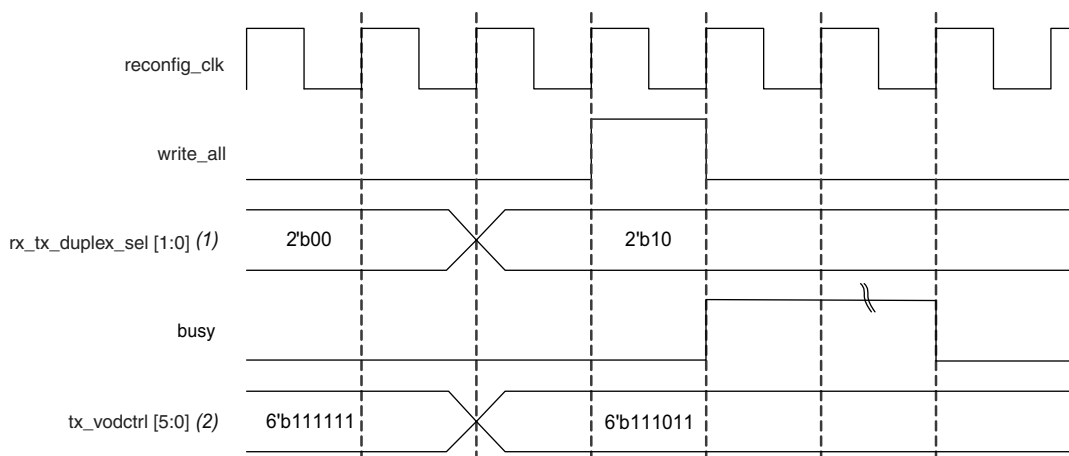 reconfig_clk
write_all
rx_tx_duplex_sel [1:0] (1) 2'b00 2'b10
busy
tx_vodctrl [5:0] (2) 6'b111111 6'b111011